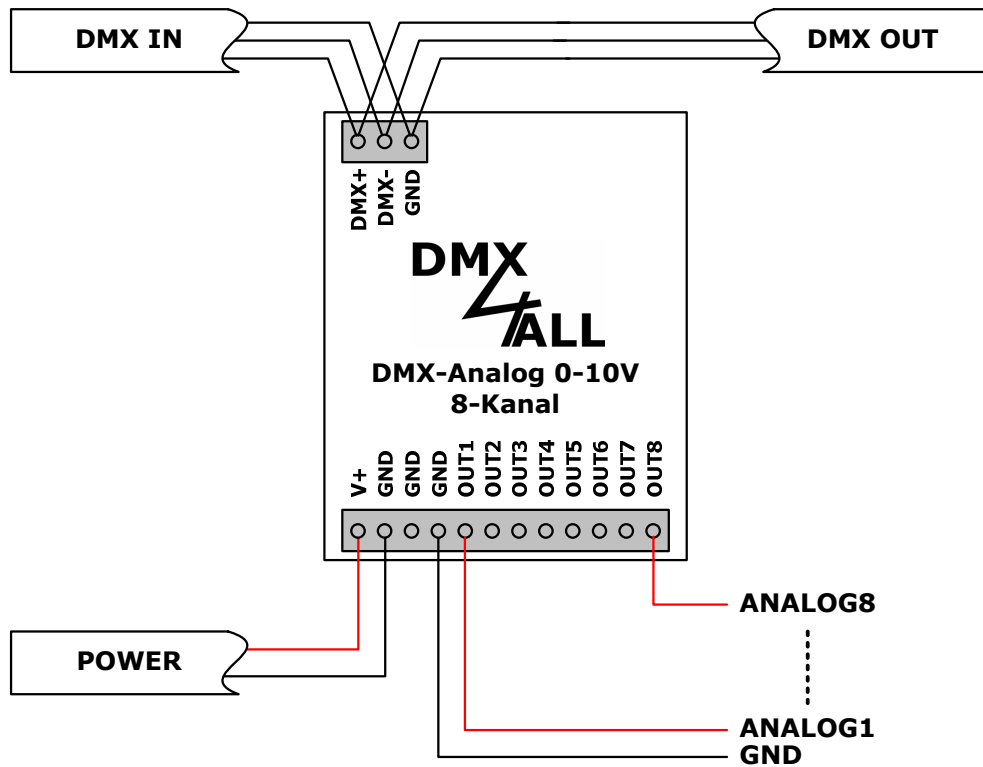 DMX IN
DMX OUT
DMX+
DMX-
GND
DMX
4
ALL
DMX-Analog 0-10V
8-Kanal
V+
GND
GND
GND
OUT1
OUT2
OUT3
OUT4
OUT5
OUT6
OUT7
OUT8
ANALOG8
POWER
ANALOG1
GND